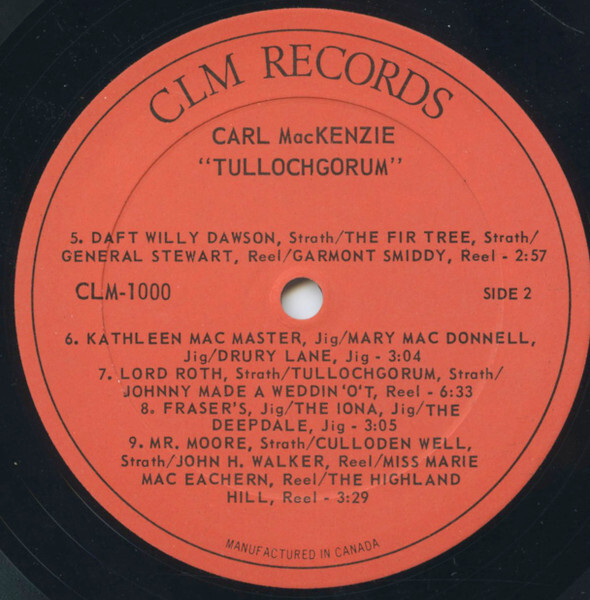 CLM RECORDS
CARL MacKENZIE
"TULLOCHGORUM"
5. DAFT WILLY DAWSON, Strath/THE FIR TREE, Strath/
GENERAL STEWART, Reel/GARMONT SMIDDY, Reel - 2:57
CLM-1000
SIDE 2
6. KATHLEEN MAC MASTER, Jig/MARY MAC DONNELL,
Jig/DRURY LANE, Jig - 3:04
7. LORD ROTH, Strath/TULLOCHGORUM, Strath/
JOHNNY MADE A WEDDIN'O'T, Reel - 6:33
8. FRASER'S, Jig/THE IONA, Jig/THE
DEEPDALE, Jig - 3:05
9. MR. MOORE, Strath/CULLODEN WELL,
Strath/JOHN H. WALKER, Reel/MISS MARIE
MAC EACHERN, Reel/THE HIGHLAND
HILL, Reel - 3:29
MANUFACTURED IN CANADA